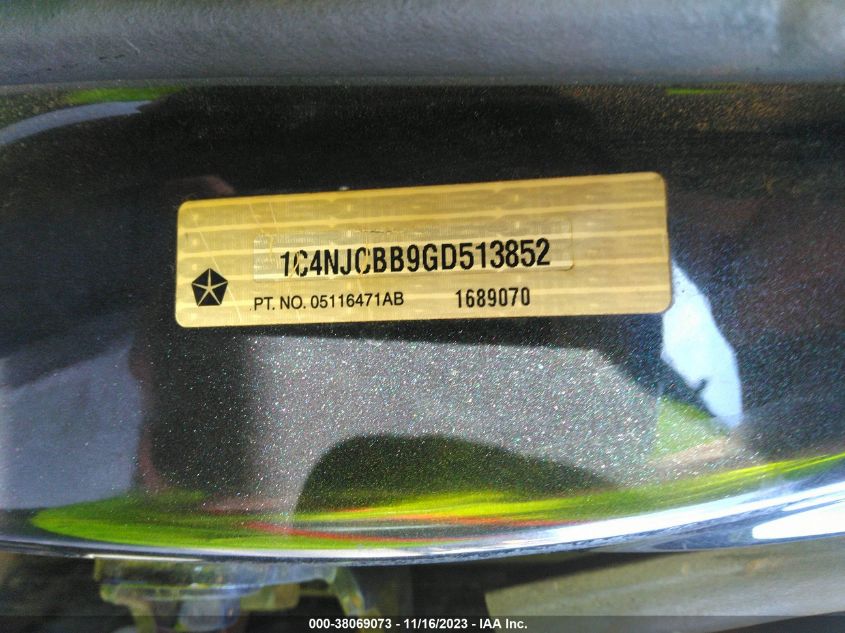 1C4NJCBB9GD513852
PT. NO. 05116471AB 1689070
000-38069073 - 11/16/2023 - IAA Inc.